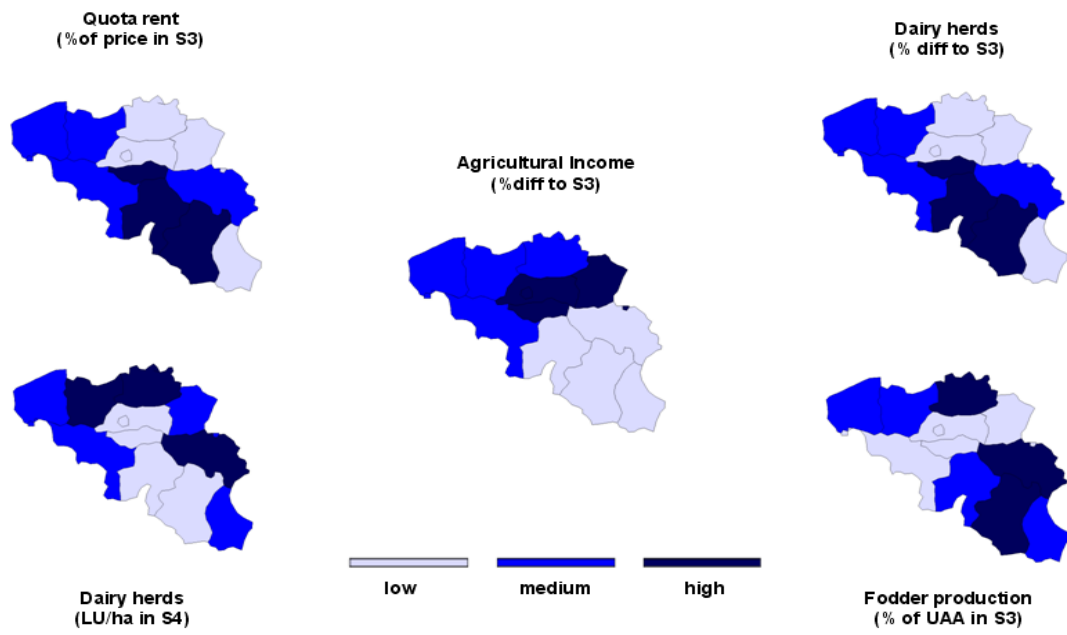 Quota rent
(%of price in S3)
Dairy herds
(% diff to S3)
Agricultural Income
(%diff to S3)
low
medium
high
Dairy herds
(LU/ha in S4)
Fodder production
(% of UAA in S3)